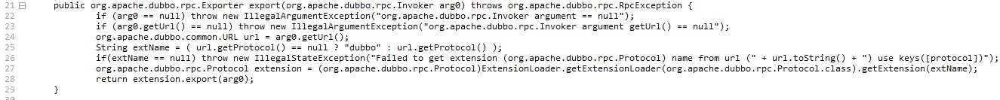 21 public org.apache.dubbo.rpc.Exporter export(org.apache.dubbo.rpc.Invoker arg0) throws org.apache.dubbo.rpc.RpcException {
22 if (arg0 == null) throw new IllegalArgumentException("org.apache.dubbo.rpc.Invoker argument == null");
23 if (arg0.getUrl() == null) throw new IllegalArgumentException("org.apache.dubbo.rpc.Invoker argument getUrl() == null");
24 org.apache.dubbo.common.URL url = arg0.getUrl();
25 String extName = ( url.getProtocol() == null ? "dubbo" : url.getProtocol() );
26 if(extName == null) throw new IllegalStateException("Failed to get extension (org.apache.dubbo.rpc.Protocol) name from url (" + url.toString() + ") use keys([protocol])");
27 org.apache.dubbo.rpc.Protocol extension = (org.apache.dubbo.rpc.Protocol)ExtensionLoader.getExtensionLoader(org.apache.dubbo.rpc.Protocol.class).getExtension(extName);
28 return extension.export(arg0);
29 }